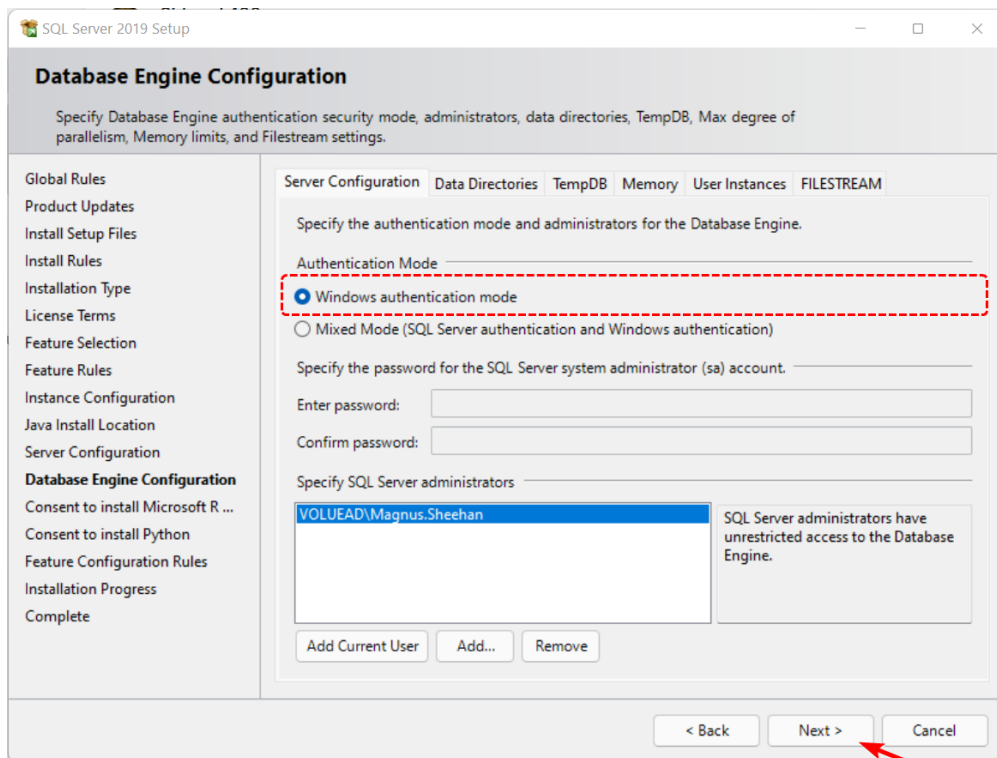 SQL Server 2019 Setup
Database Engine Configuration
Specify Database Engine authentication security mode, administrators, data directories, TempDB, Max degree of
parallelism, Memory limits, and Filestream settings.
Global Rules
Product Updates
Install Setup Files
Install Rules
Installation Type
License Terms
Feature Selection
Feature Rules
Instance Configuration
Java Install Location
Server Configuration
Database Engine Configuration
Consent to install Microsoft R ...
Consent to install Python
Feature Configuration Rules
Installation Progress
Complete
Server Configuration Data Directories TempDB Memory User Instances FILESTREAM
Specify the authentication mode and administrators for the Database Engine.
Authentication Mode
Windows authentication mode
Mixed Mode (SQL Server authentication and Windows authentication)
Specify the password for the SQL Server system administrator (sa) account.
Enter password:
Confirm password:
Specify SQL Server administrators
VOLUEAD\Magnus.Sheehan
SQL Server administrators have
unrestricted access to the Database
Engine.
Add Current User Add... Remove
< Back Next > Cancel